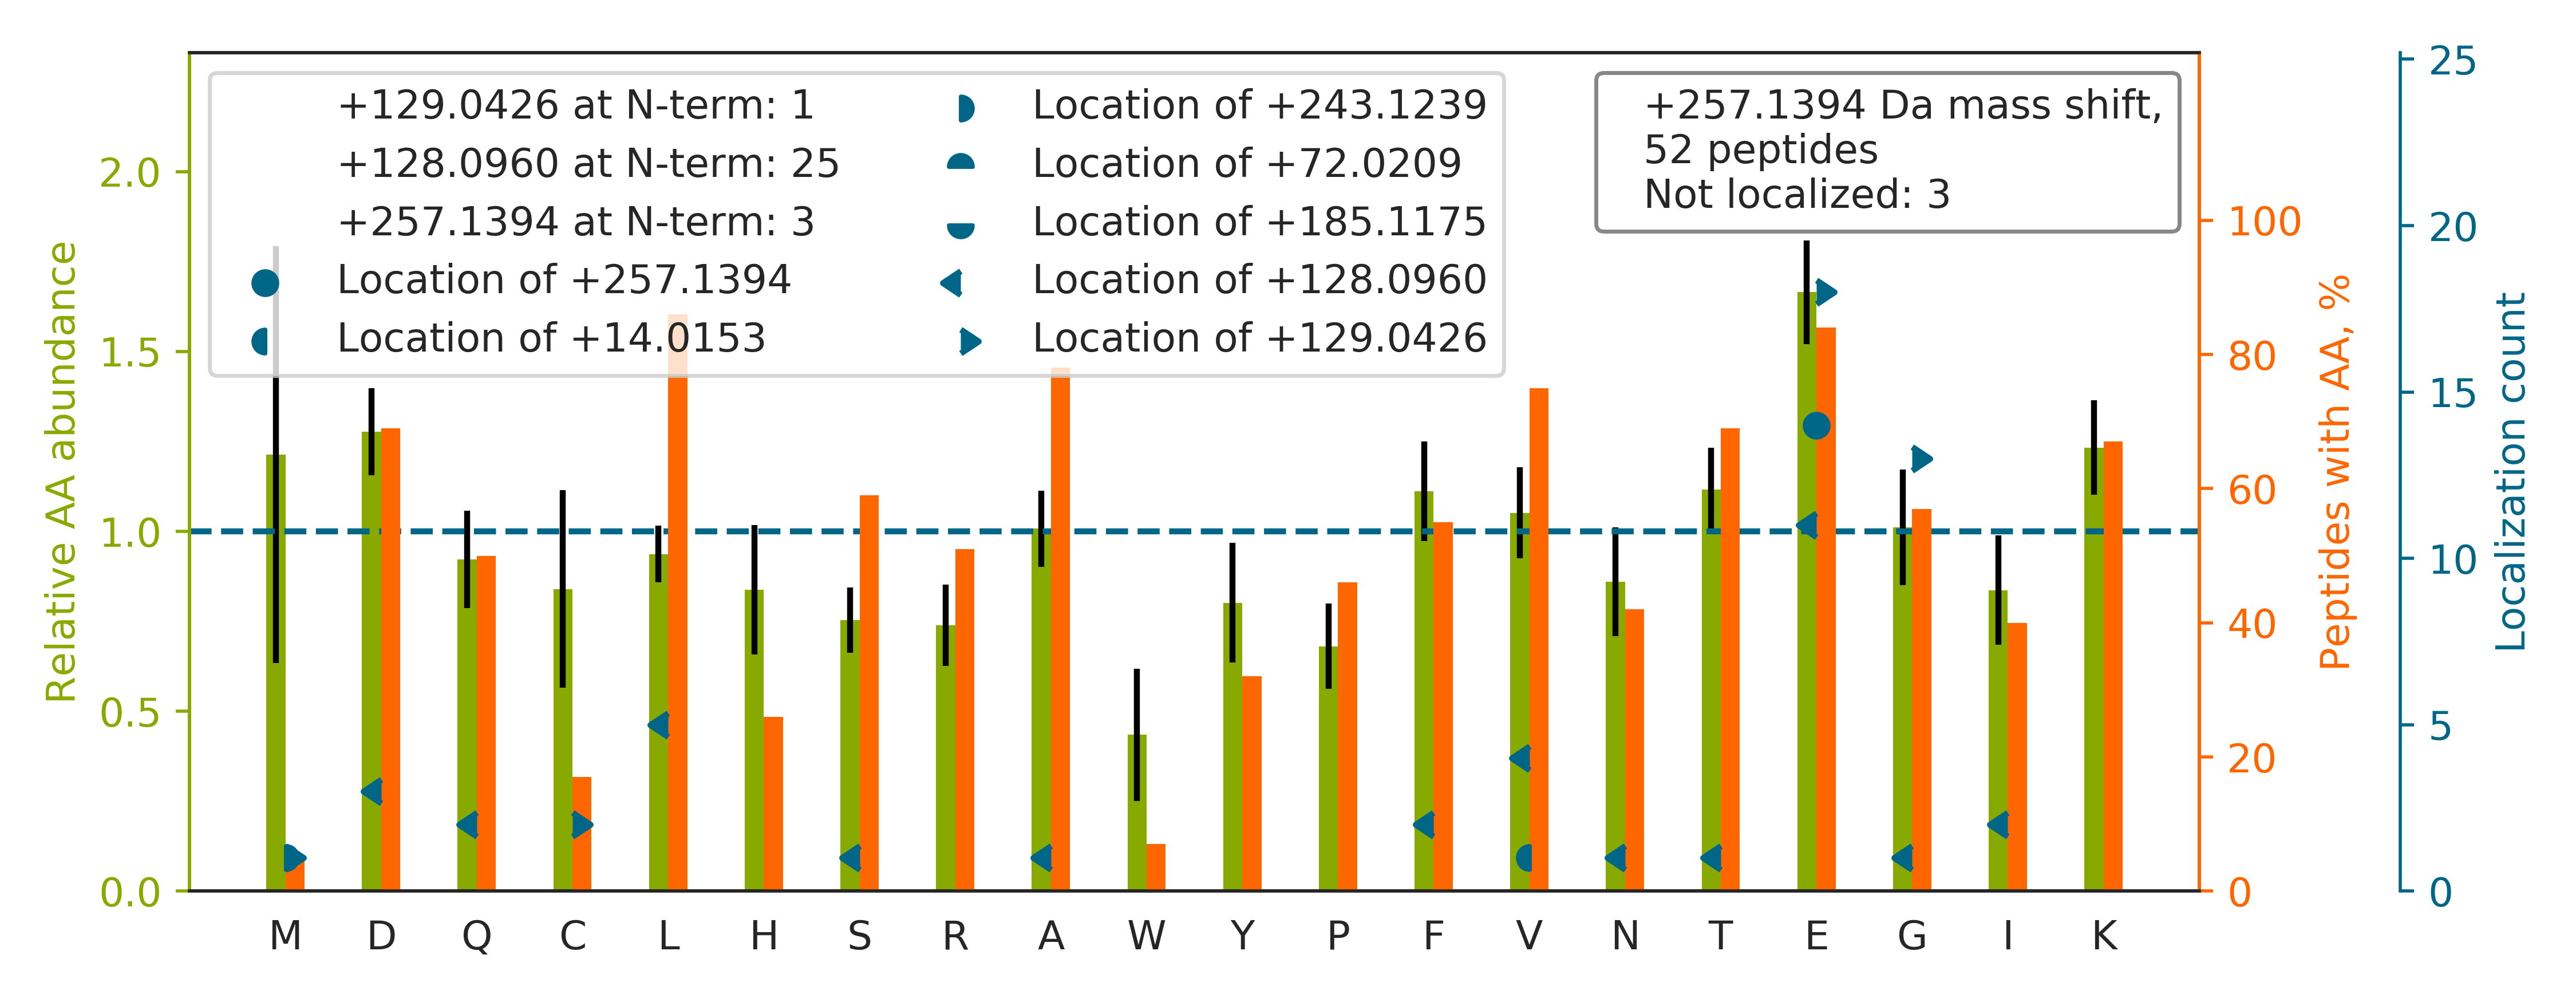 +129.0426 at N-term: 1
+128.0960 at N-term: 25
+257.1394 at N-term: 3
Location of +257.1394
Location of +14.0153
Location of +243.1239
Location of +72.0209
Location of +185.1175
Location of +128.0960
Location of +129.0426
+257.1394 Da mass shift,
52 peptides
Not localized: 3
Relative AA abundance
2.0
1.5
1.0
0.5
0.0
M D Q C L H S R A W Y P F V N T E G I K
100
80
60
40
20
0
Peptides with AA, %
25
20
15
10
5
0
Localization count